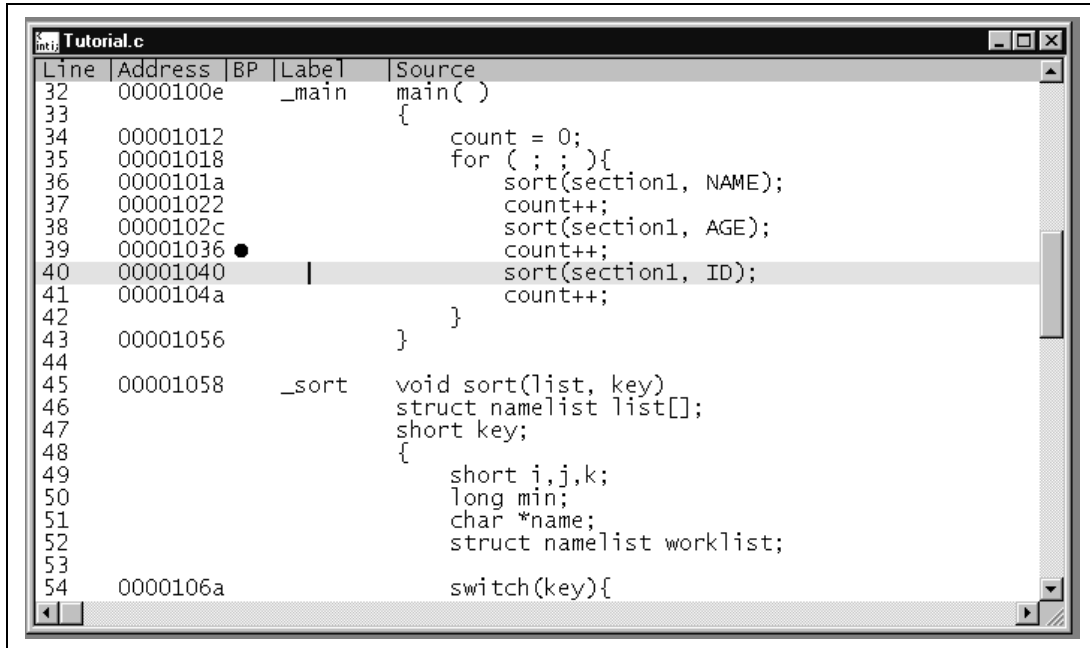 inti; Tutorial.c
Line |Address |BP |Label |Source
32 0000100e _main main( )
33 {
34 00001012 count = 0;
35 00001018 for ( ; ; ){
36 0000101a sort(section1, NAME);
37 00001022 count++;
38 0000102c sort(section1, AGE);
39 00001036 ● count++;
40 00001040 sort(section1, ID);
41 0000104a count++;
42 }
43 00001056 }
44
45 00001058 _sort void sort(list, key)
46 struct namelist list[];
47 short key;
48 {
49 short i,j,k;
50 long min;
51 char *name;
52 struct namelist worklist;
53
54 0000106a switch(key){